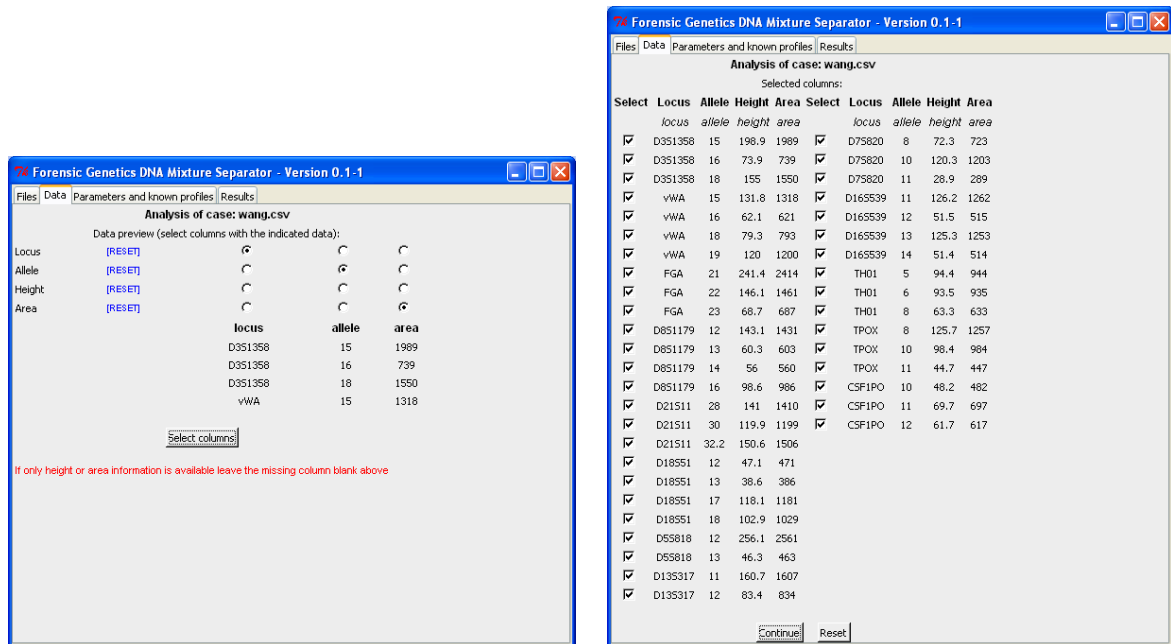 Forensic Genetics DNA Mixture Separator - Version 0.1-1
Files Data Parameters and known profiles Results
Analysis of case: wang.csv
Data preview (select columns with the indicated data):
Locus [RESET]
Allele [RESET]
Height [RESET]
Area [RESET]
locus allele area
D3S1358 15 1989
D3S1358 16 739
D3S1358 18 1550
vWA 15 1318
Select columns
If only height or area information is available leave the missing column blank above
Forensic Genetics DNA Mixture Separator - Version 0.1-1
Files Data Parameters and known profiles Results
Analysis of case: wang.csv
Selected columns:
Select Locus Allele Height Area Select Locus Allele Height Area
locus allele height area locus allele height area
D3S1358 15 198.9 1989 D7S820 8 72.3 723
D3S1358 16 73.9 739 D7S820 10 120.3 1203
D3S1358 18 155 1550 D7S820 11 28.9 289
vWA 15 131.8 1318 D16S539 11 126.2 1262
vWA 16 62.1 621 D16S539 12 51.5 515
vWA 18 79.3 793 D16S539 13 125.3 1253
vWA 19 120 1200 D16S539 14 51.4 514
FGA 21 241.4 2414 TH01 5 94.4 944
FGA 22 146.1 1461 TH01 6 93.5 935
FGA 23 68.7 687 TH01 8 63.3 633
D8S1179 12 143.1 1431 TPOX 8 125.7 1257
D8S1179 13 60.3 603 TPOX 10 98.4 984
D8S1179 14 56 560 TPOX 11 44.7 447
D8S1179 16 98.6 986 CSF1PO 10 48.2 482
D21S11 28 141 1410 CSF1PO 11 69.7 697
D21S11 30 119.9 1199 CSF1PO 12 61.7 617
D21S11 32.2 150.6 1506
D18S51 12 47.1 471
D18S51 13 38.6 386
D18S51 17 118.1 1181
D18S51 18 102.9 1029
D5S818 12 256.1 2561
D5S818 13 46.3 463
D13S317 11 160.7 1607
D13S317 12 83.4 834
Continue Reset